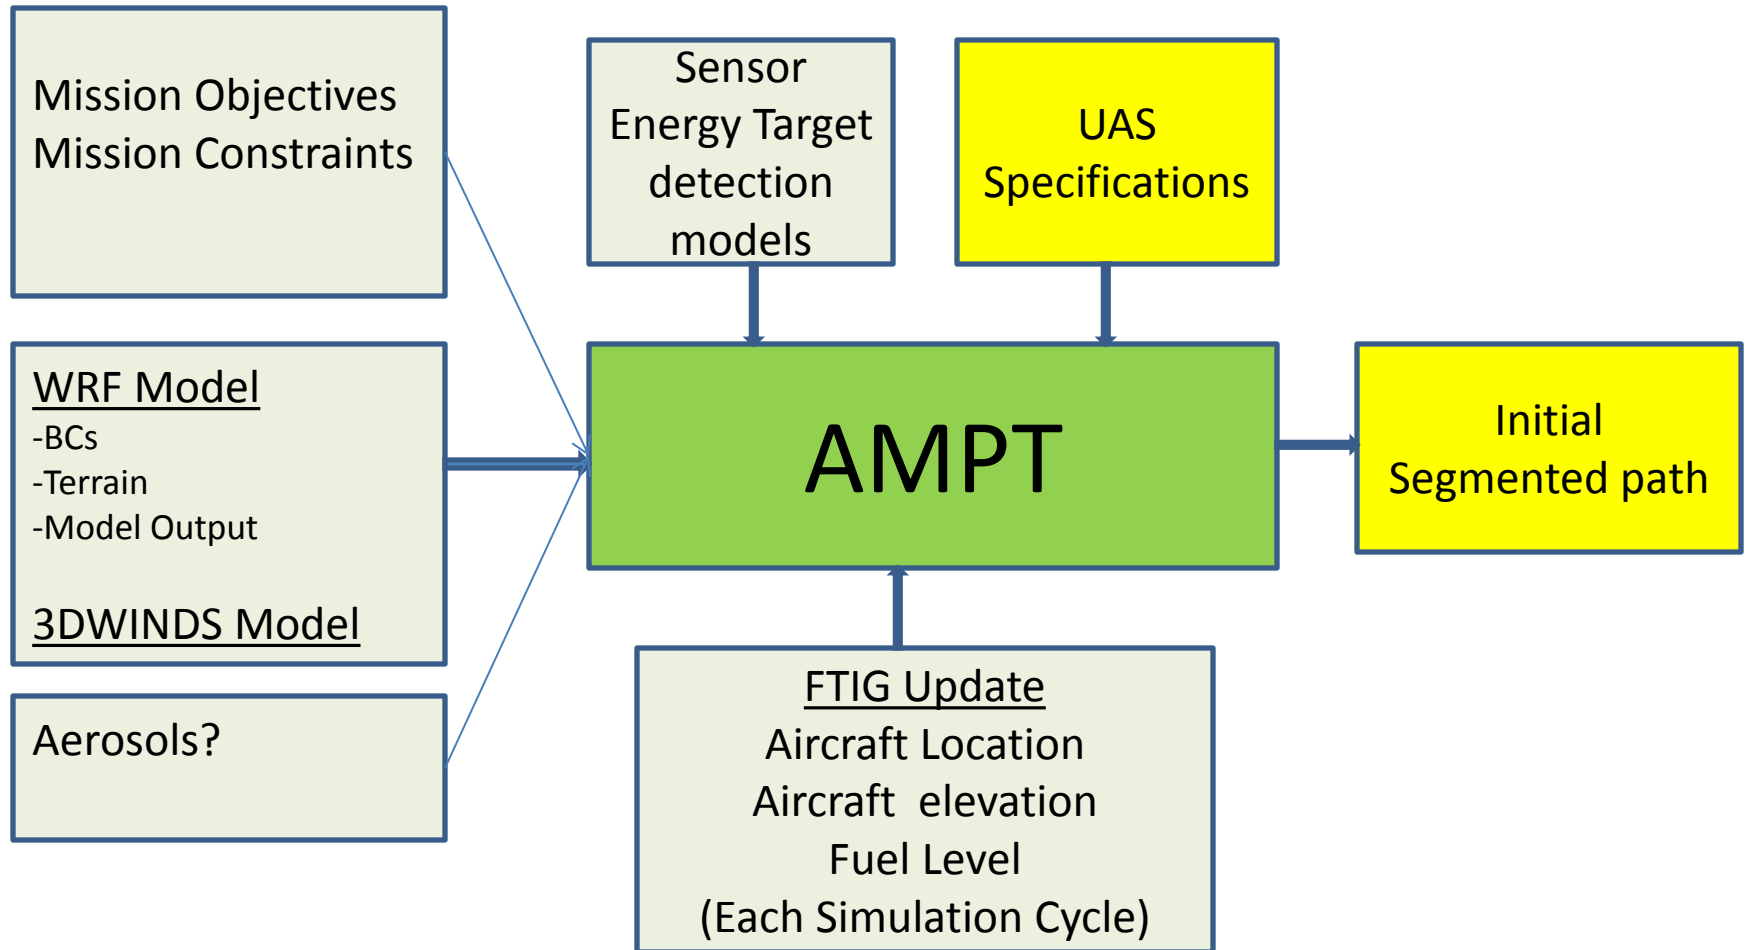 Mission Objectives
Mission Constraints
Sensor
Energy Target
detection
models
UAS
Specifications
WRF Model
-BCs
-Terrain
-Model Output
3DWINDS Model
AMPT
Initial
Segmented path
Aerosols?
FTIG Update
Aircraft Location
Aircraft  elevation
Fuel Level
(Each Simulation Cycle)